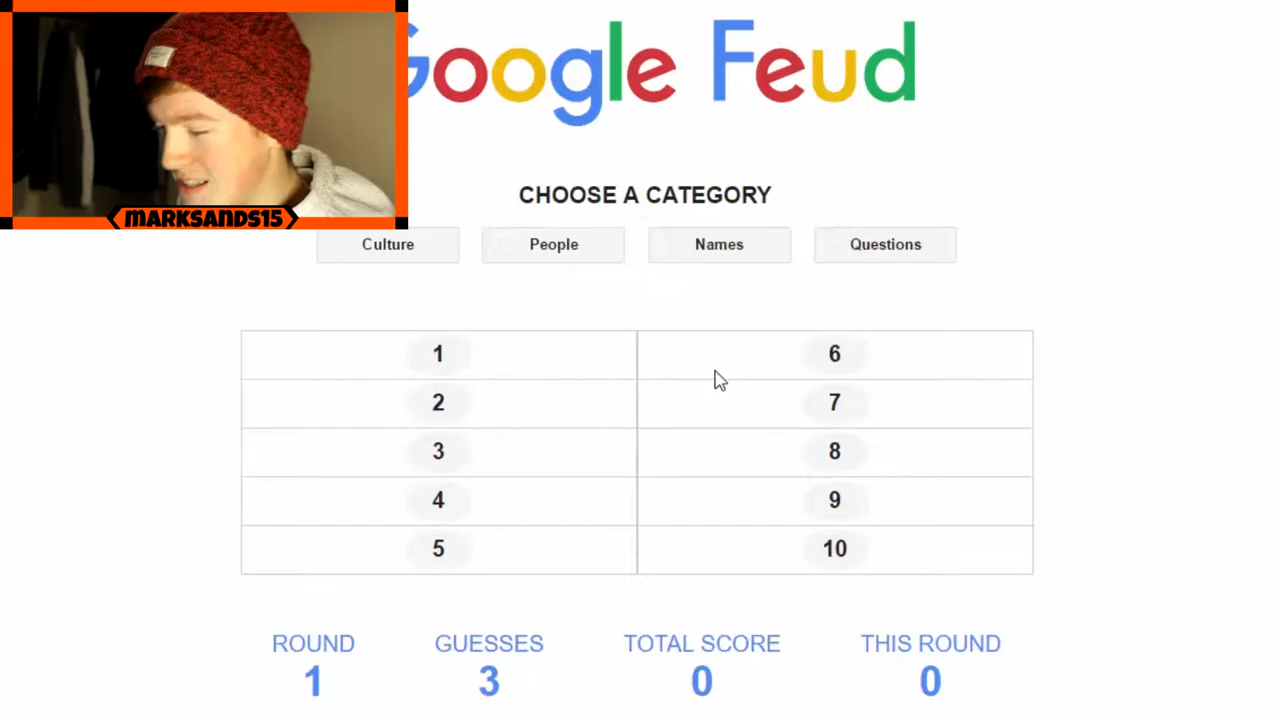 Google Feud
MARKSANDS15
CHOOSE A CATEGORY
Culture People Names Questions
1 6
2 7
3 8
4 9
5 10
ROUND GUESSES TOTAL SCORE THIS ROUND
1 3 0 0